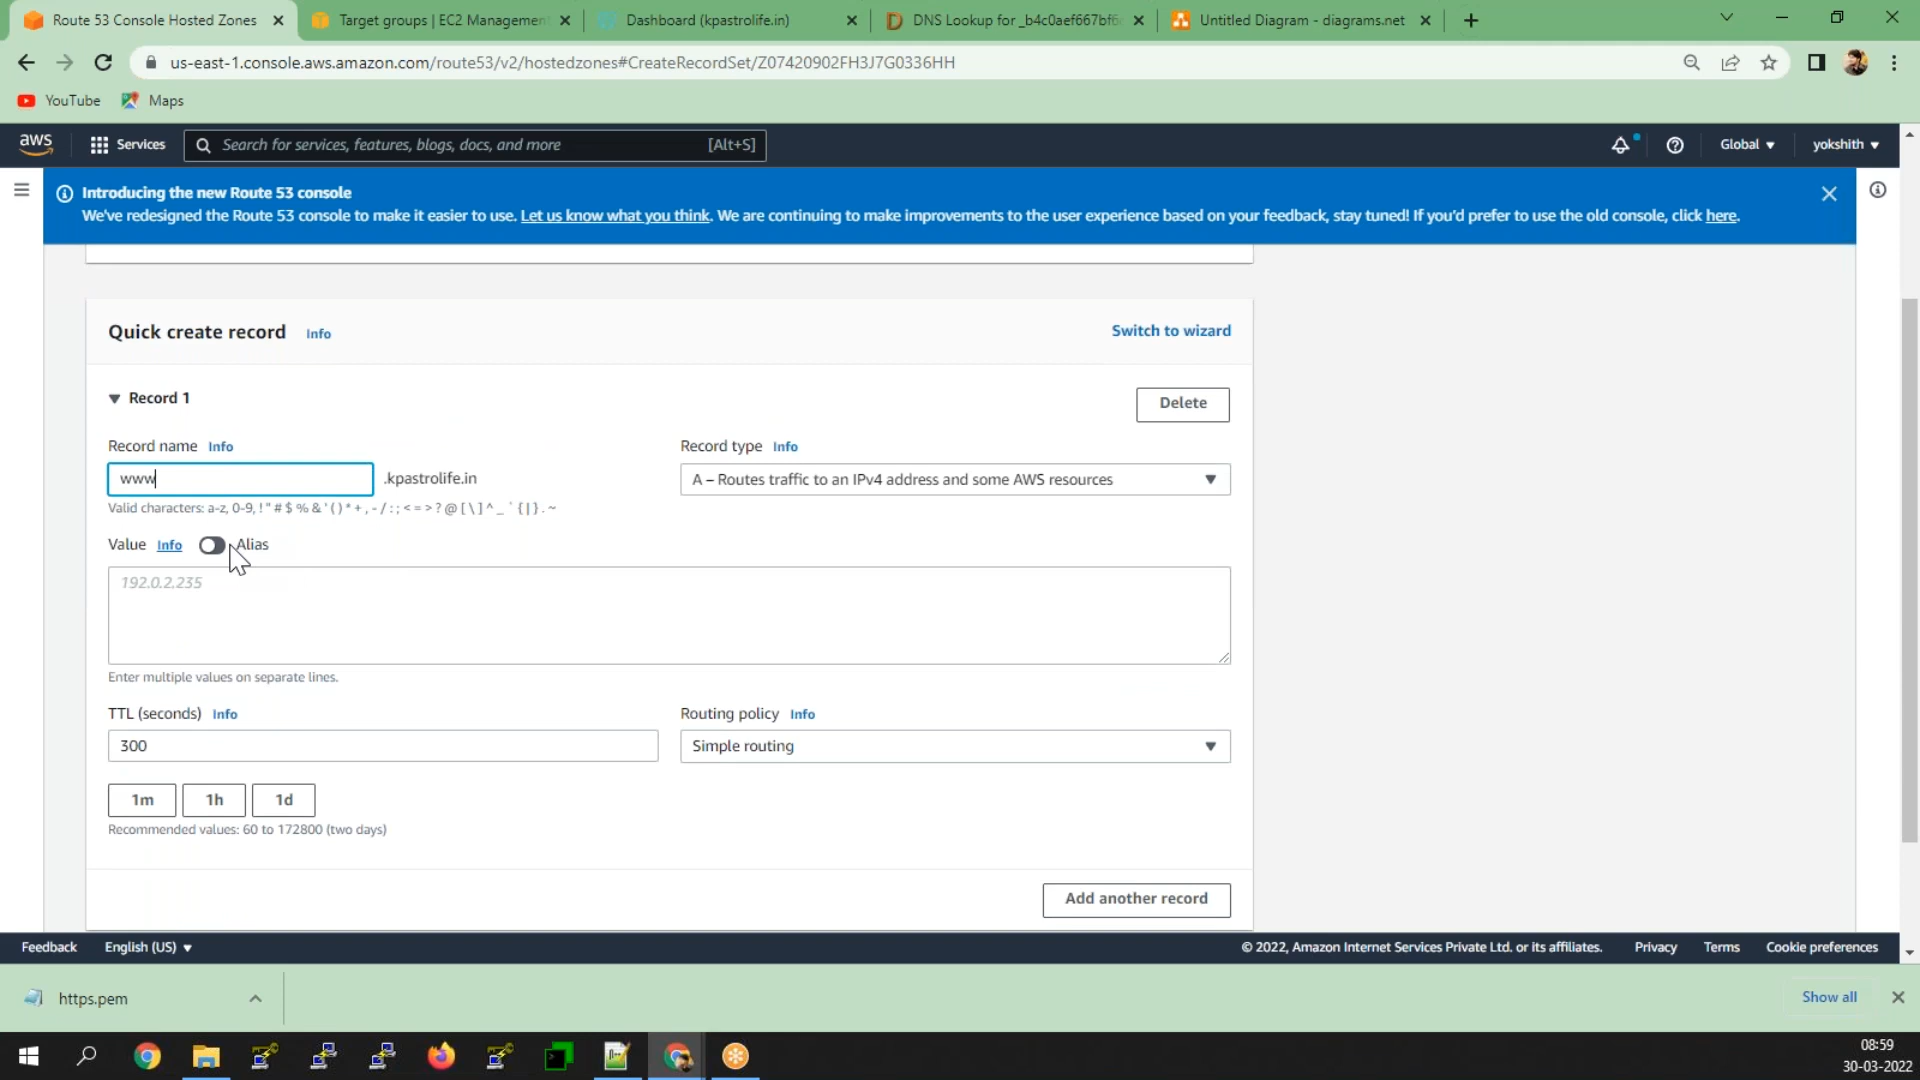 Route 53 Console Hosted Zones
Target groups | EC2 Managemen
Dashboard (kpastrolife.in)
DNS Lookup for _b4c0aef667bf6
Untitled Diagram - diagrams.net
us-east-1.console.aws.amazon.com/route53/v2/hostedzones#CreateRecordSet/Z07420902FH3J7G0336HH
YouTube
Maps
aws
Services
Search for services, features, blogs, docs, and more
[Alt+S]
Global
yokshith
Introducing the new Route 53 console
We've redesigned the Route 53 console to make it easier to use. Let us know what you think. We are continuing to make improvements to the user experience based on your feedback, stay tuned! If you'd prefer to use the old console, click here.
Quick create record Info
Switch to wizard
Record 1
Delete
Record name Info
Record type Info
www
.kpastrolife.in
A – Routes traffic to an IPv4 address and some AWS resources
Valid characters: a-z, 0-9, ! " # $ % & ' ( ) * + , - / : ; < = > ? @ [ \ ] ^ _ ` { | } . ~
Value Info Alias
192.0.2.235
Enter multiple values on separate lines.
TTL (seconds) Info
Routing policy Info
300
Simple routing
1m
1h
1d
Recommended values: 60 to 172800 (two days)
Add another record
Feedback
English (US)
© 2022, Amazon Internet Services Private Ltd. or its affiliates.
Privacy
Terms
Cookie preferences
https.pem
Show all
08:59
30-03-2022